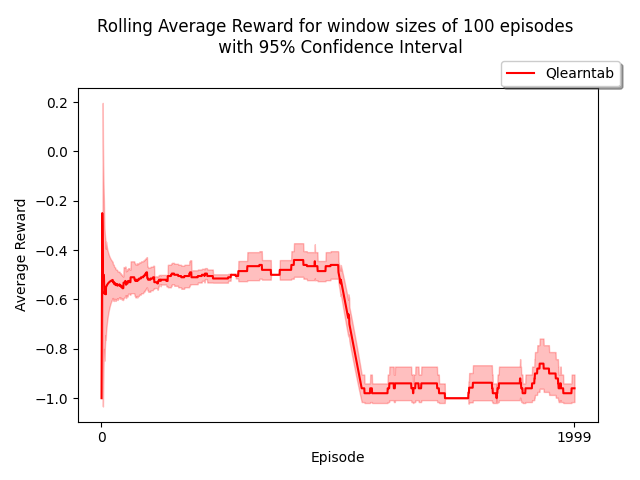 Rolling Average Reward for window sizes of 100 episodes
with 95% Confidence Interval
Qlearntab
0.2
0.0
−0.2
−0.4
−0.6
−0.8
−1.0
Average Reward
0
1999
Episode